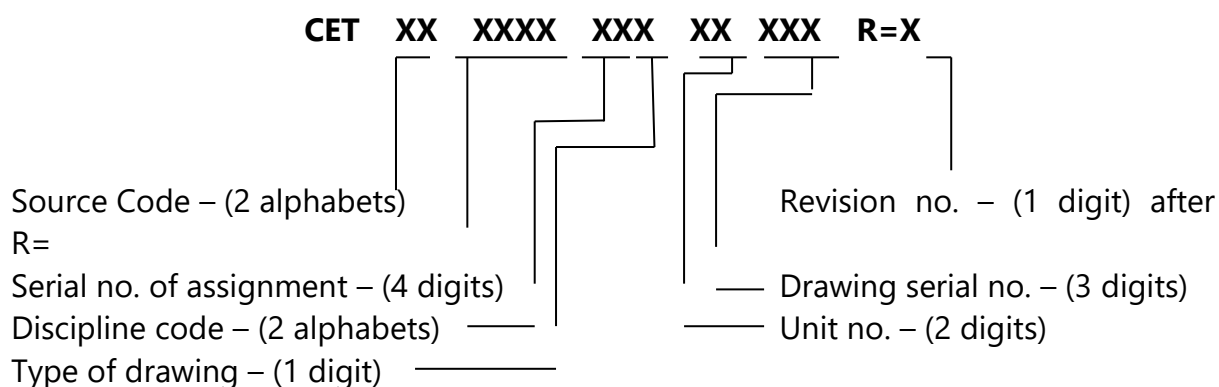 CET XX XXXX XXX XX XXX R=X
Source Code – (2 alphabets) Revision no. – (1 digit) after
R=
Serial no. of assignment – (4 digits) Drawing serial no. – (3 digits)
Discipline code – (2 alphabets) Unit no. – (2 digits)
Type of drawing – (1 digit)